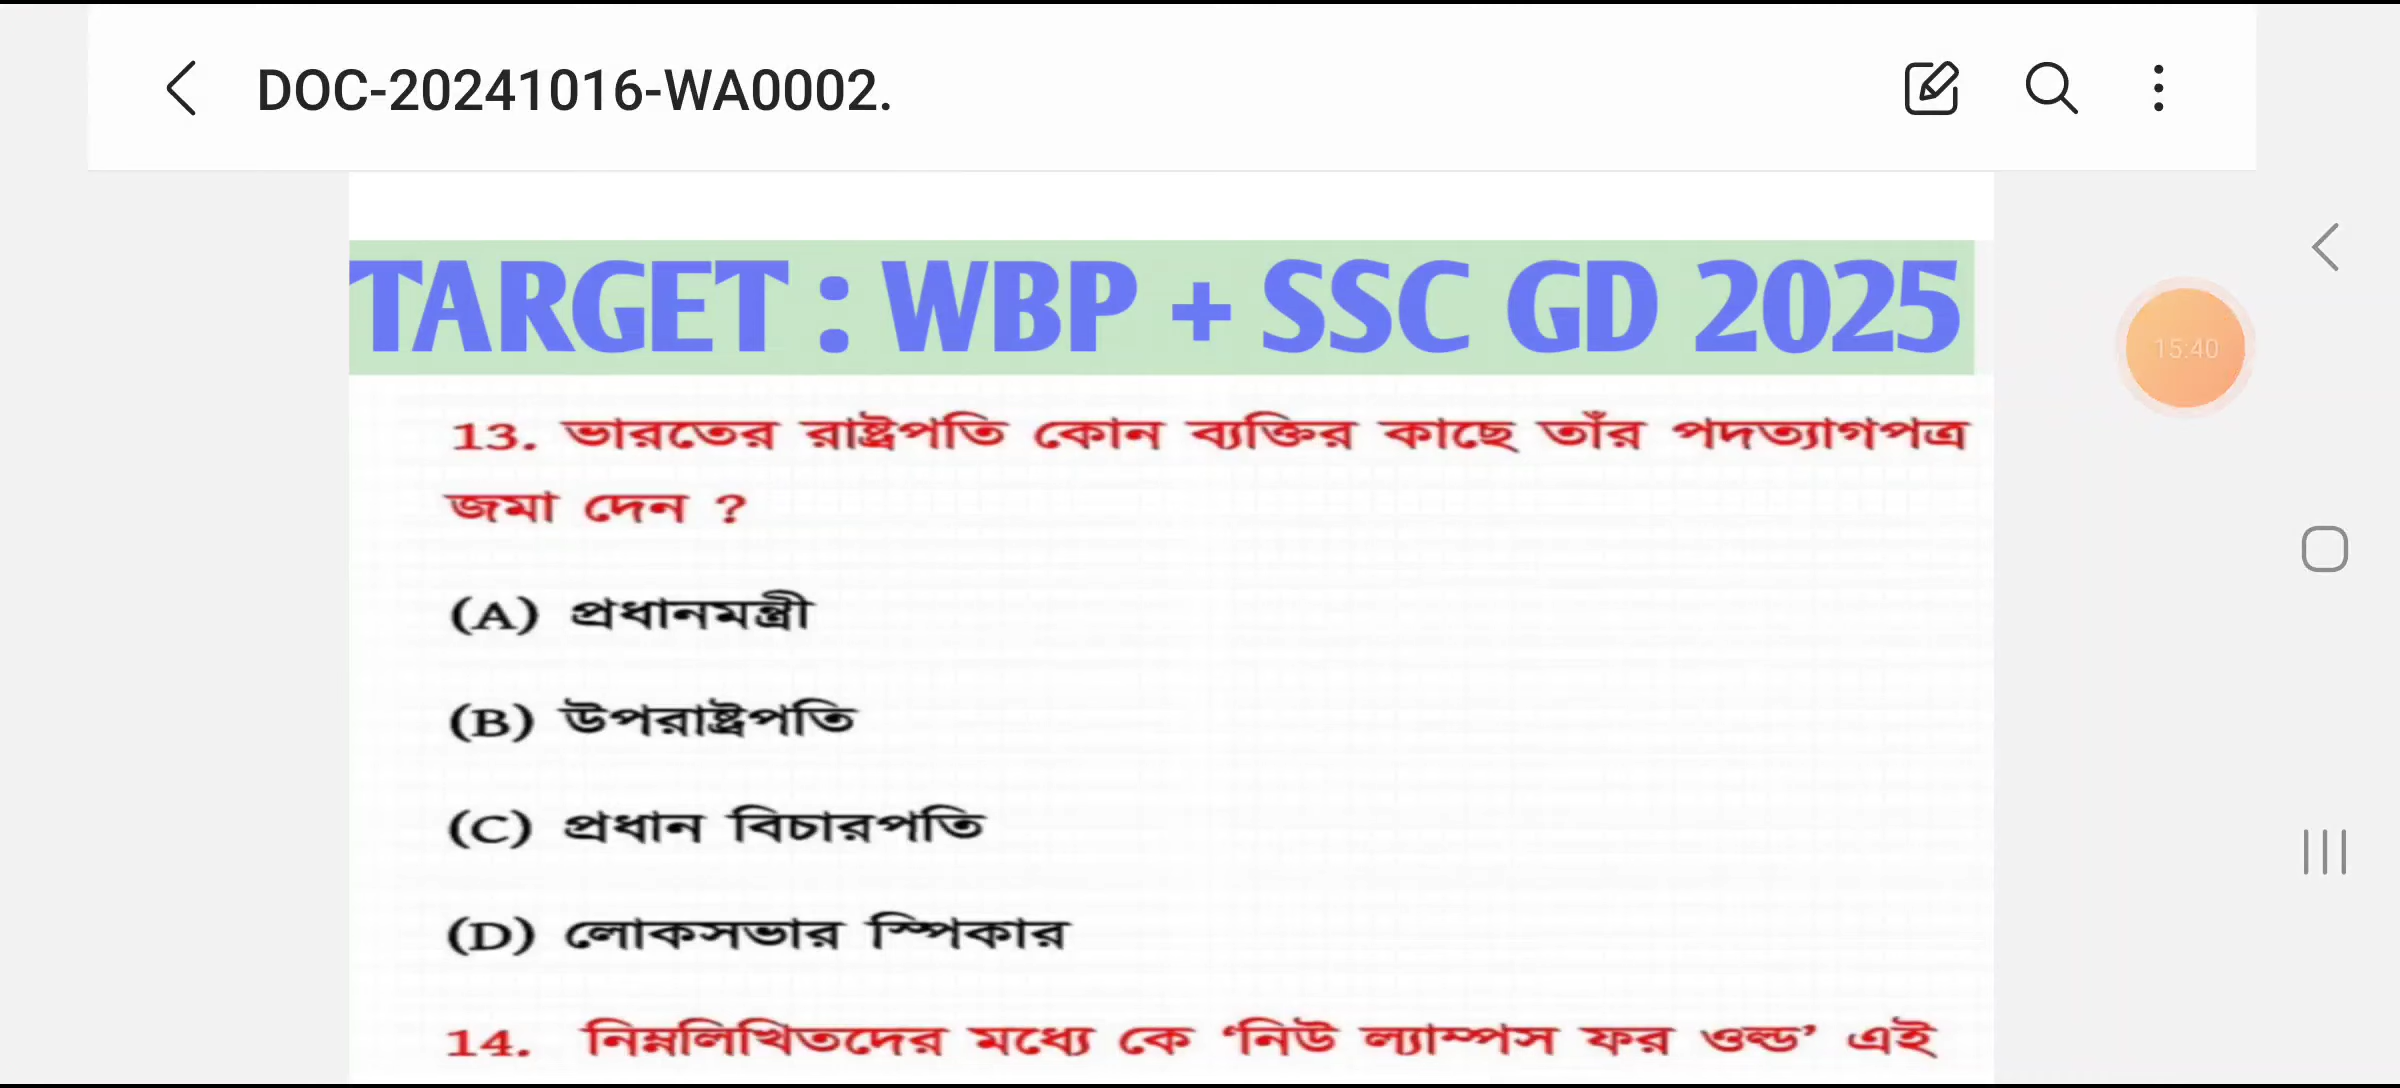 DOC-20241016-WA0002.
TARGET : WBP + SSC GD 2025
15:40
13. ভারতের রাষ্ট্রপতি কোন ব্যক্তির কাছে তাঁর পদত্যাগপত্র
জমা দেন ?
(A) প্রধানমন্ত্রী
(B) উপরাষ্ট্রপতি
(C) প্রধান বিচারপতি
(D) লোকসভার স্পিকার
14. নিম্নলিখিতদের মধ্যে কে ‘নিউ ল্যাম্পস ফর ওল্ড’ এই